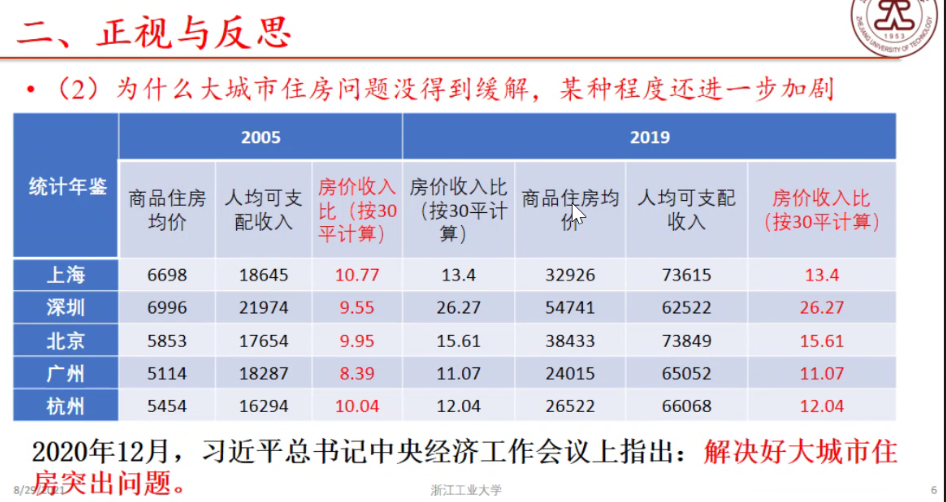 二、正视与反思
ZHEJIANG UNIVERSITY OF TECHNOLOGY
1953
• （2）为什么大城市住房问题没得到缓解，某种程度还进一步加剧
统计年鉴 2005 2019
商品住房均价 人均可支配收入 房价收入比（按30平计算） 房价收入比（按30平计算） 商品住房均价 人均可支配收入 房价收入比（按30平计算）
上海 6698 18645 10.77 13.4 32926 73615 13.4
深圳 6996 21974 9.55 26.27 54741 62522 26.27
北京 5853 17654 9.95 15.61 38433 73849 15.61
广州 5114 18287 8.39 11.07 24015 65052 11.07
杭州 5454 16294 10.04 12.04 26522 66068 12.04
2020年12月，习近平总书记中央经济工作会议上指出：解决好大城市住
房突出问题。
8/29/2021 浙江工业大学 6